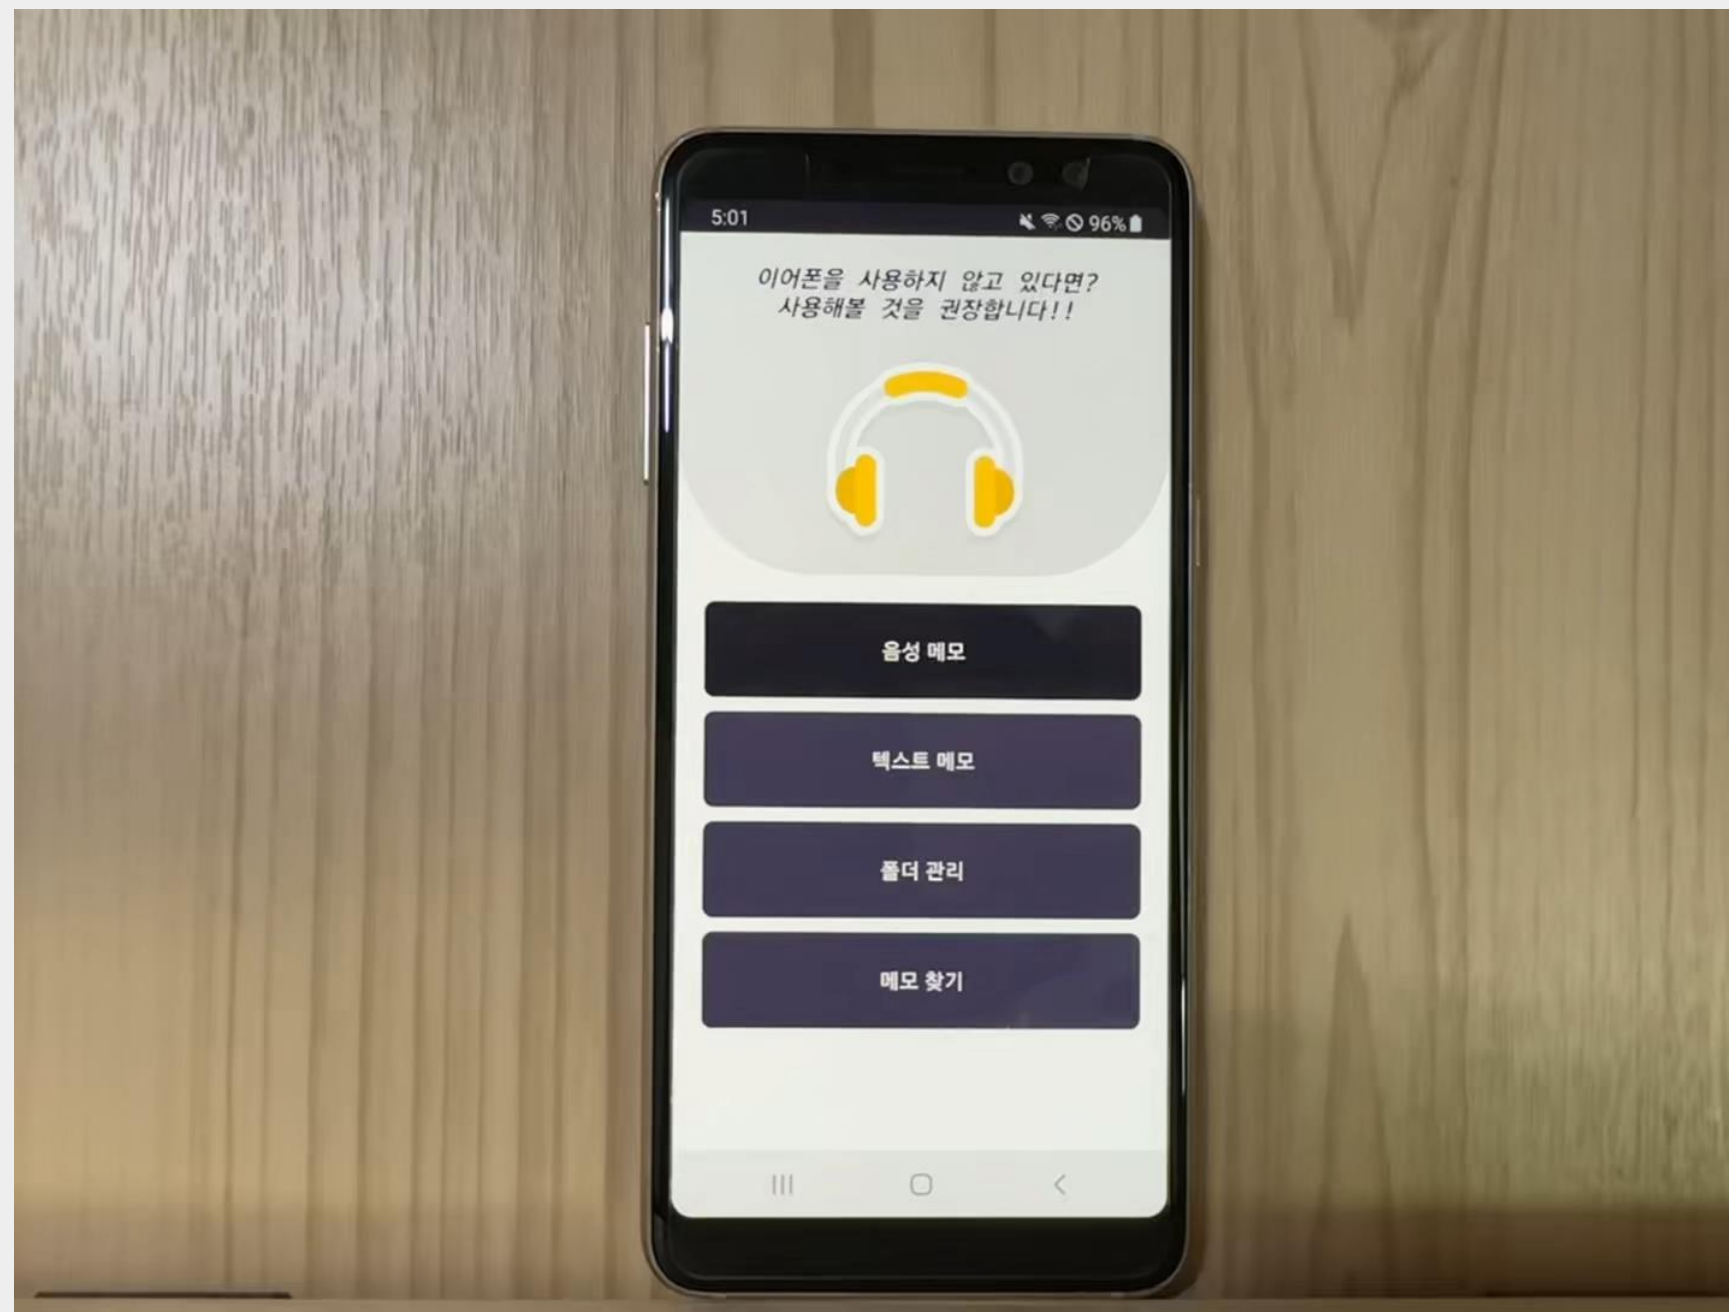 5:01
96%
이어폰을 사용하지 않고 있다면?
사용해볼 것을 권장합니다!!
음성 메모
텍스트 메모
폴더 관리
메모 찾기